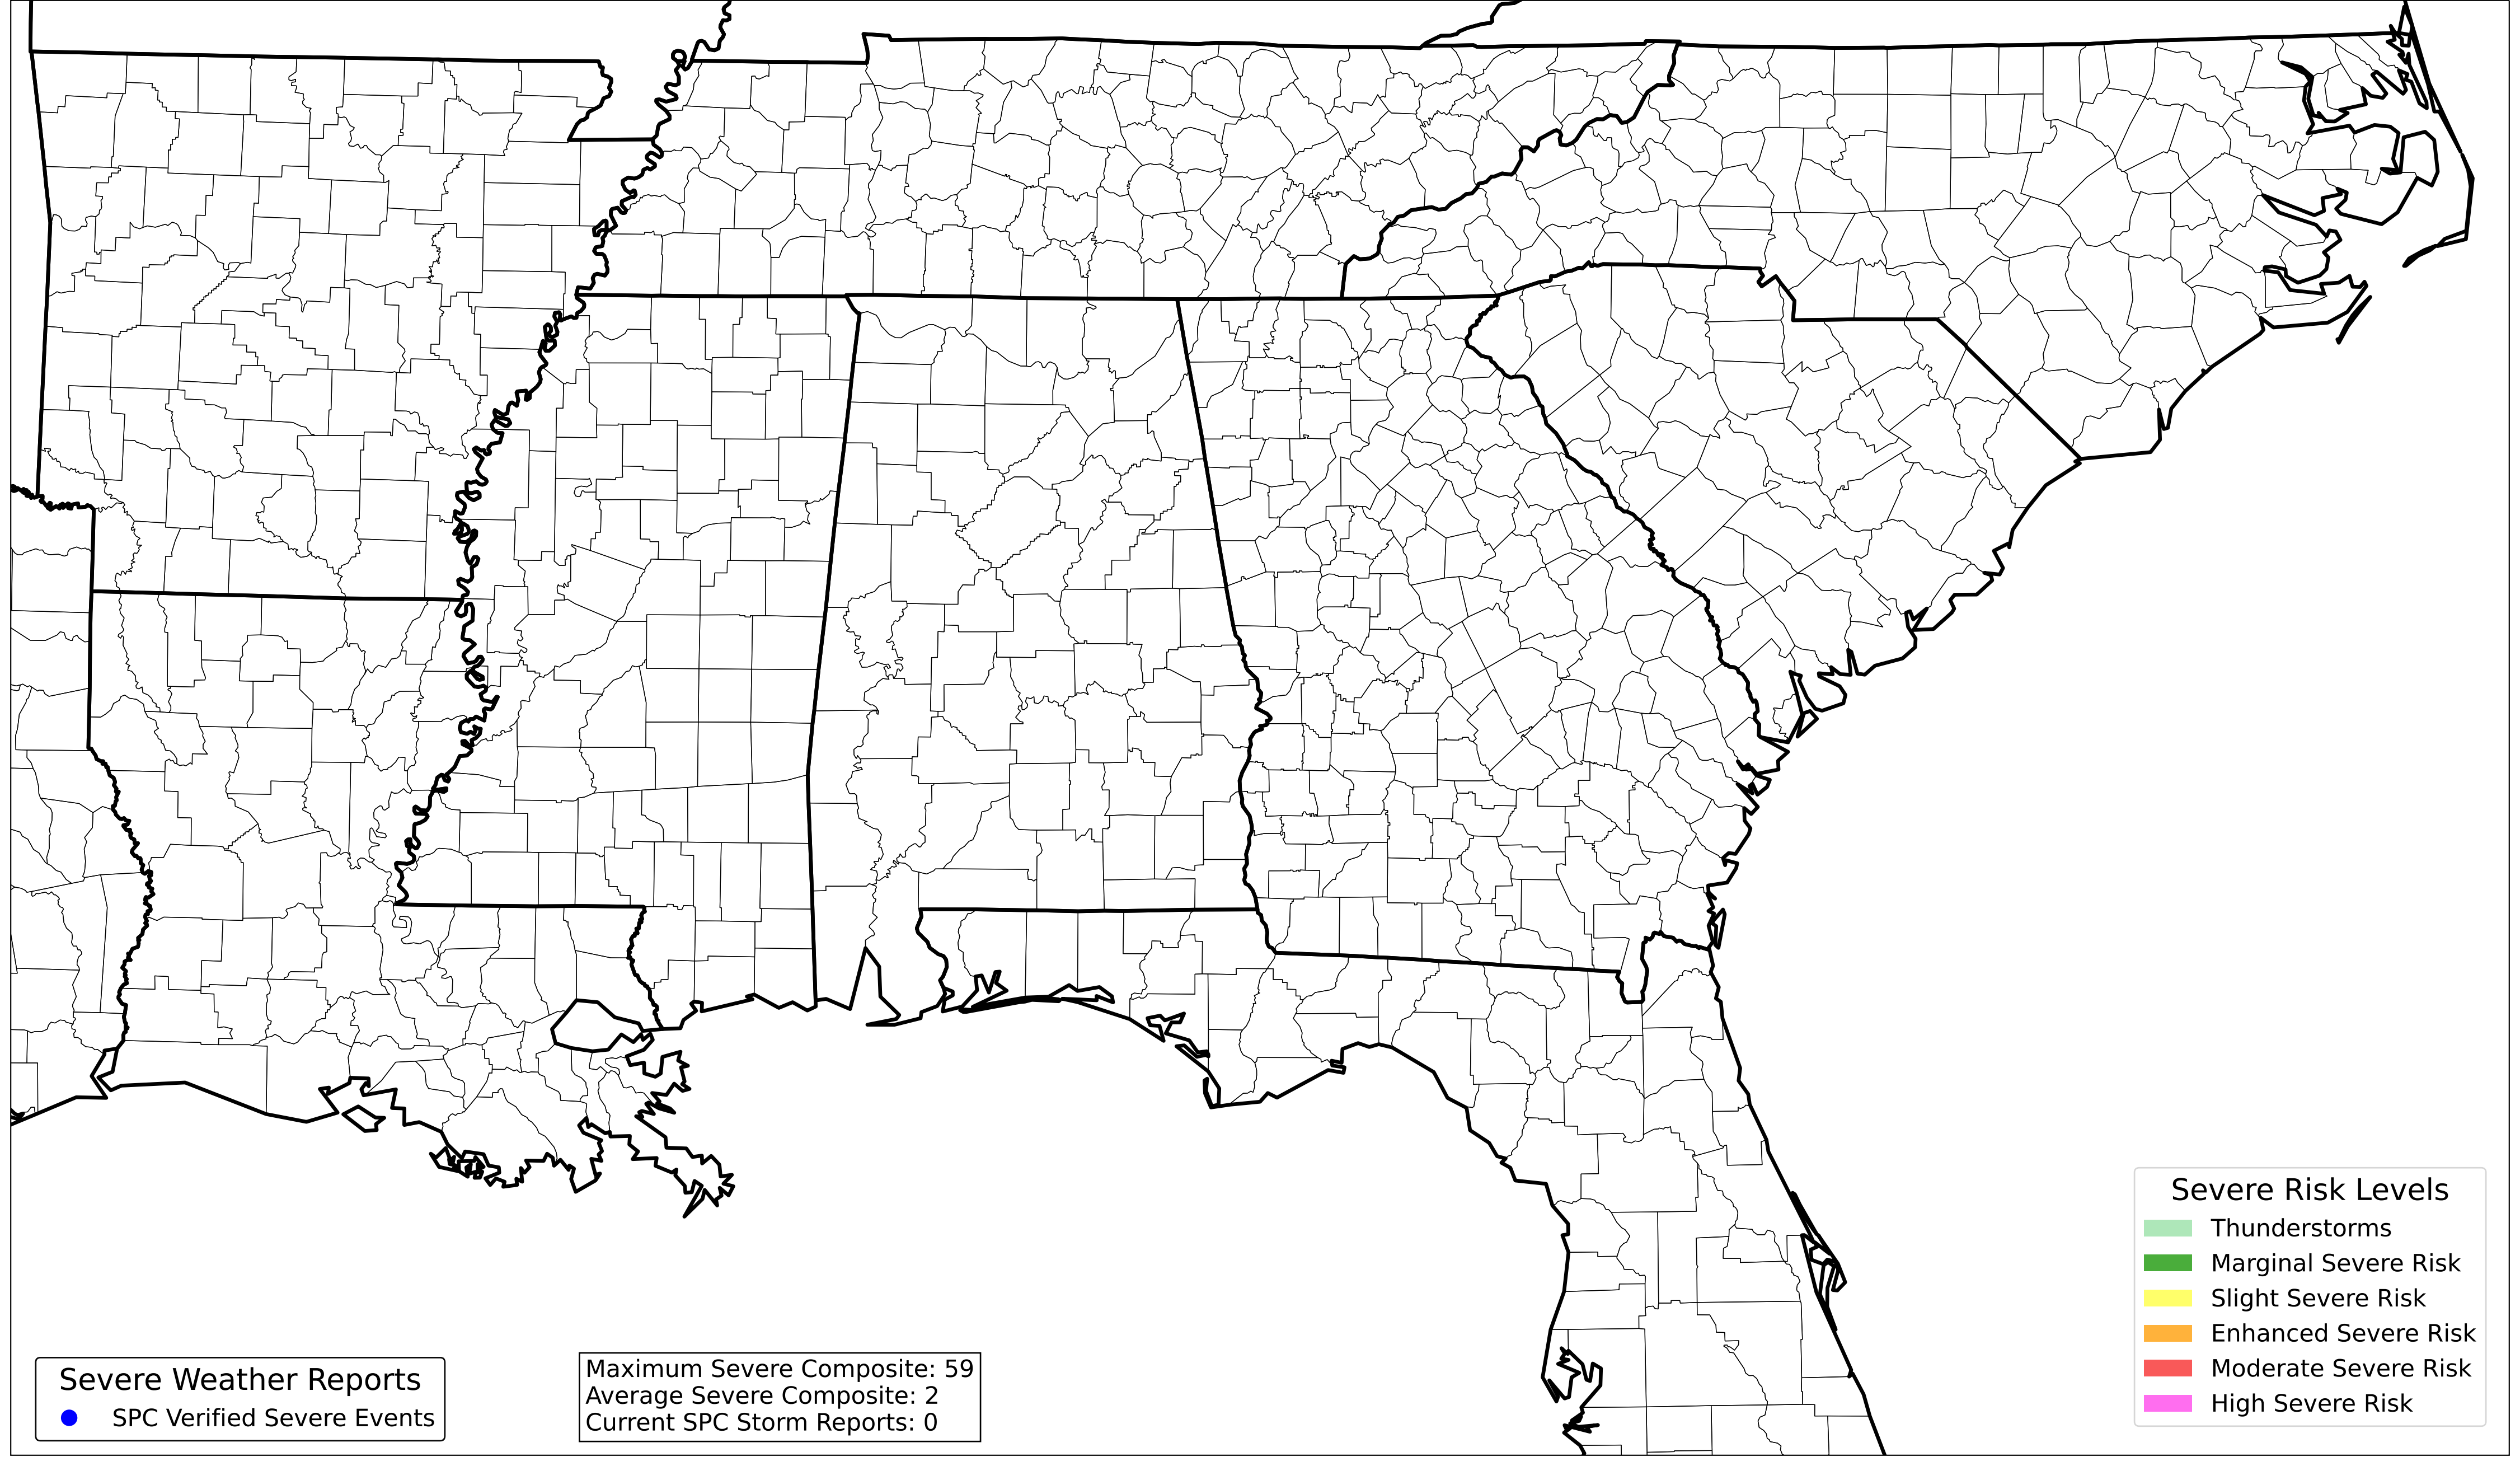 Severe Risk Levels
Thunderstorms
Marginal Severe Risk
Slight Severe Risk
Enhanced Severe Risk
Moderate Severe Risk
High Severe Risk
Severe Weather Reports
SPC Verified Severe Events
Maximum Severe Composite: 59
Average Severe Composite: 2
Current SPC Storm Reports: 0